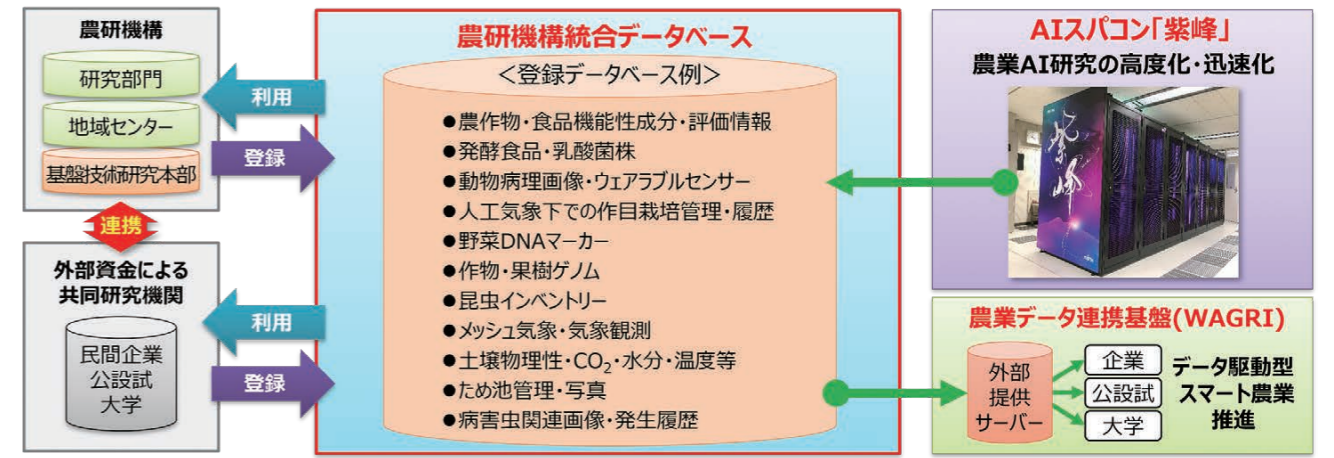 農研機構
研究部門
地域センター
基盤技術研究本部
連携
外部資金による
共同研究機関
民間企業
公設試
大学
利用
登録
利用
登録
農研機構統合データベース
＜登録データベース例＞
●農作物・食品機能性成分・評価情報
●発酵食品・乳酸菌株
●動物病理画像・ウェアラブルセンサー
●人工気象下での作目栽培管理・履歴
●野菜DNAマーカー
●作物・果樹ゲノム
●昆虫インベントリー
●メッシュ気象・気象観測
●土壌物理性・CO₂・水分・温度等
●ため池管理・写真
●病害虫関連画像・発生履歴
AIスパコン「紫峰」
農業AI研究の高度化・迅速化
紫峰
農業データ連携基盤(WAGRI)
外部
提供
サーバー
企業
公設試
大学
データ駆動型
スマート農業
推進